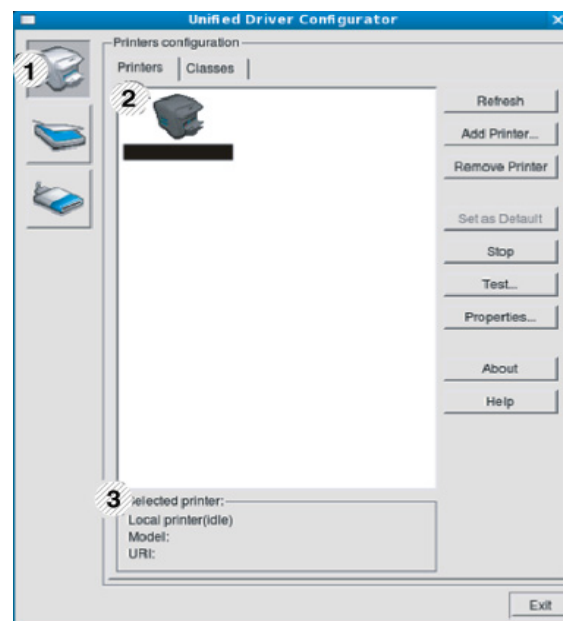 Unified Driver Configurator
1
Printers configuration
Printers
Classes
2
Refresh
Add Printer...
Remove Printer
Set as Default
Stop
Test...
Properties...
About
Help
3
Selected printer:
Local printer(idle)
Model:
URI:
Exit